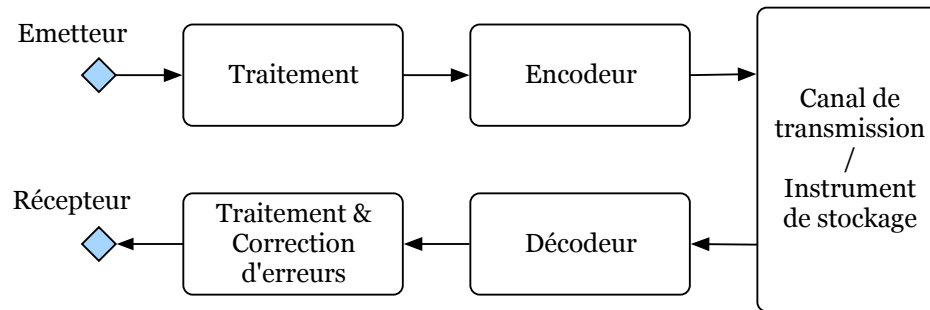 Emetteur
Traitement
Encodeur
Canal de
transmission
/
Instrument
de stockage
Récepteur
Traitement &
Correction
d'erreurs
Décodeur